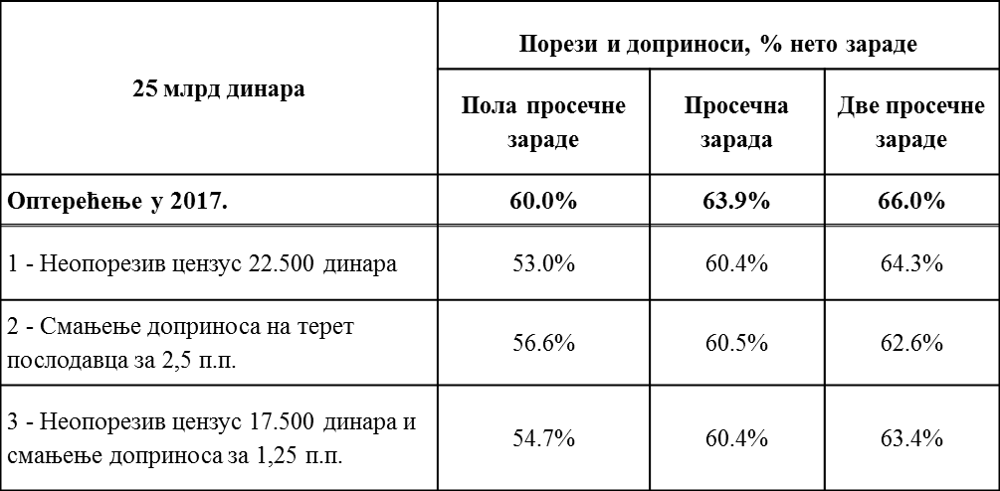 25 млрд динара
Порези и доприноси, % нето зараде
Пола просечне
зараде
Просечна
зарада
Две просечне
зараде
Оптерећење у 2017.
60.0%
63.9%
66.0%
1 - Неопорезив цензус 22.500 динара
53.0%
60.4%
64.3%
2 - Смањење доприноса на терет
послодавца за 2,5 п.п.
56.6%
60.5%
62.6%
3 - Неопорезив цензус 17.500 динара и
смањење доприноса за 1,25 п.п.
54.7%
60.4%
63.4%